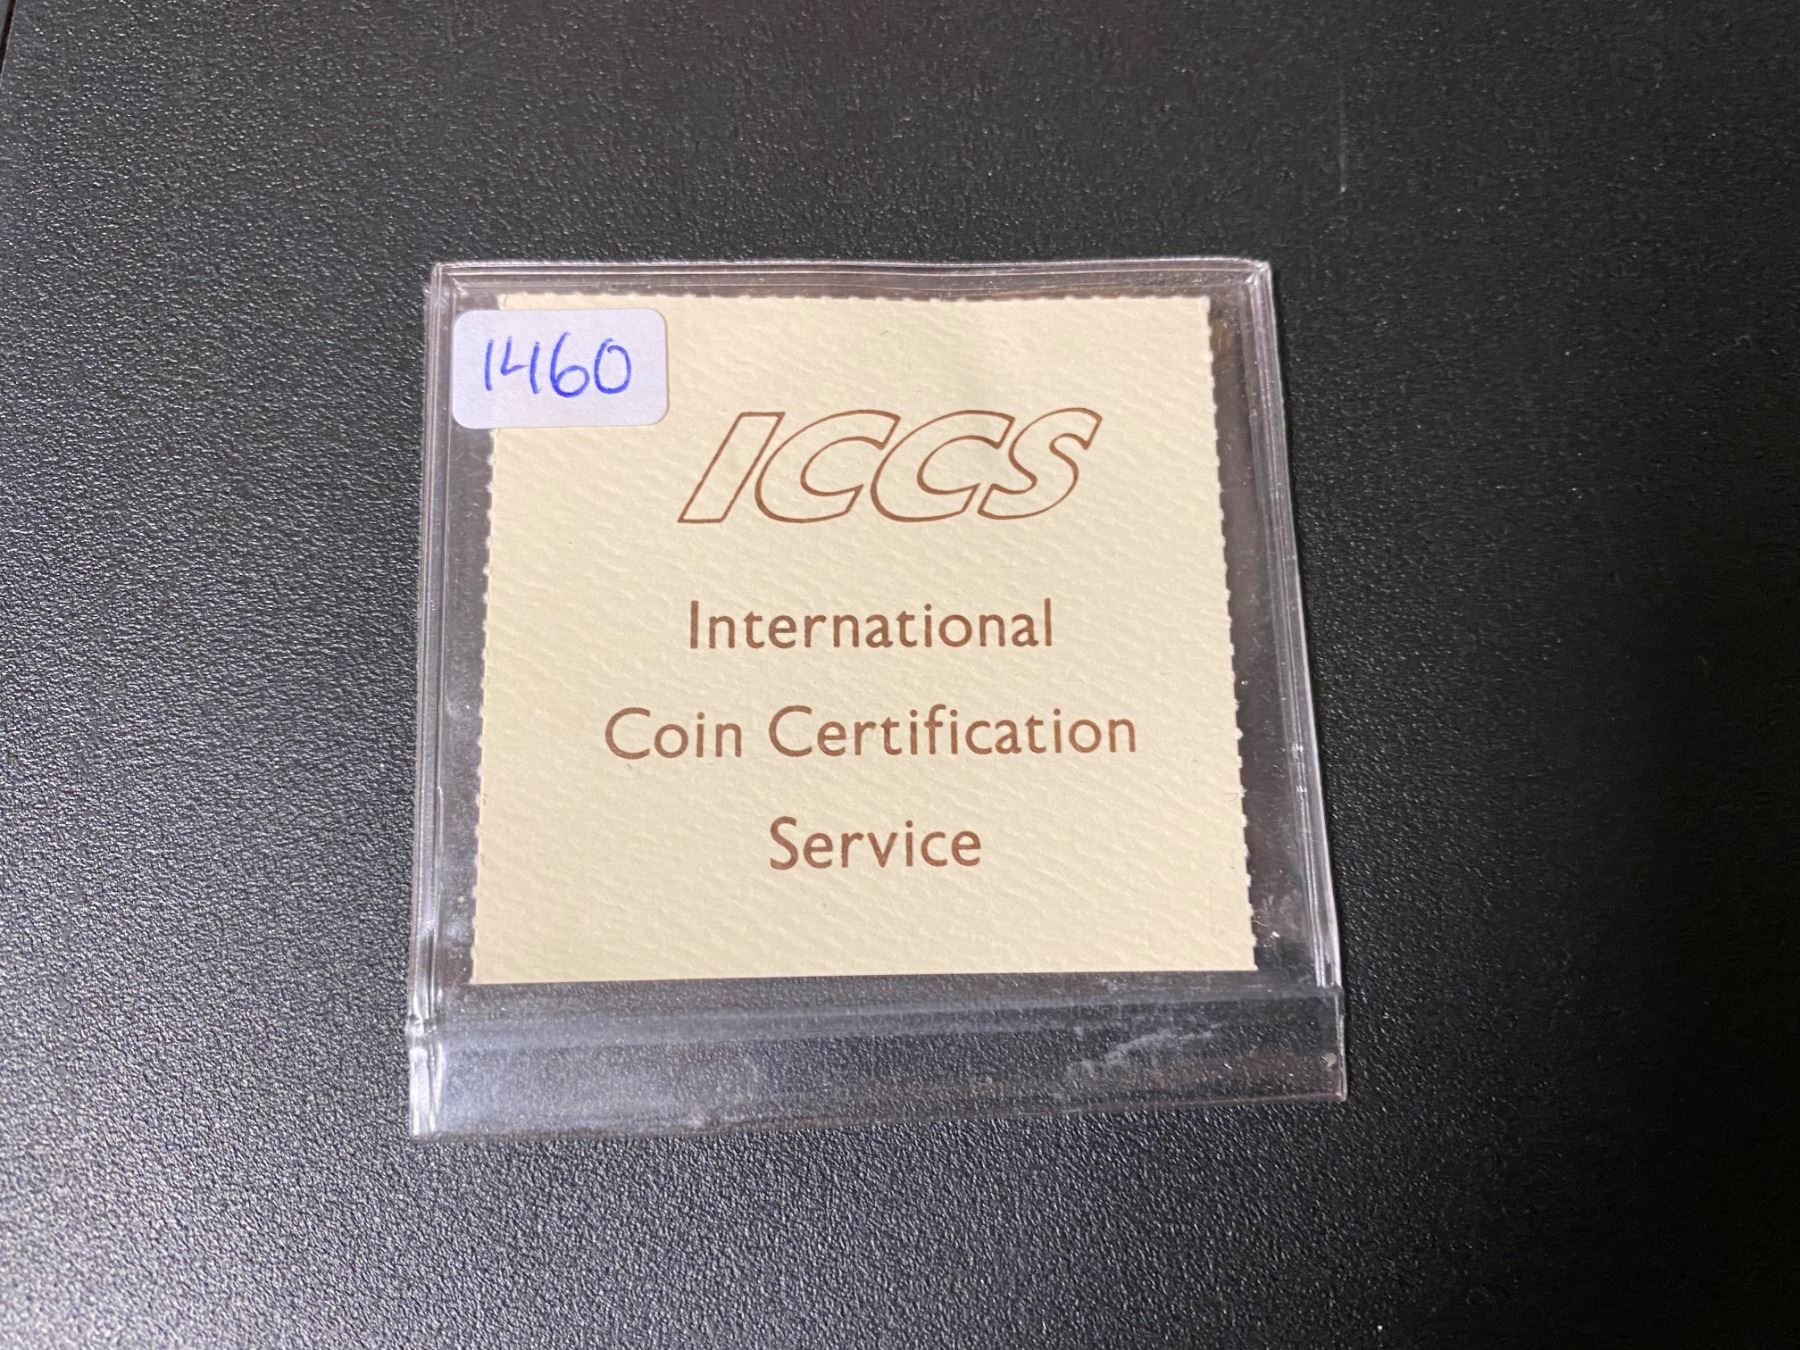 1460
ICCS
International
Coin Certification
Service